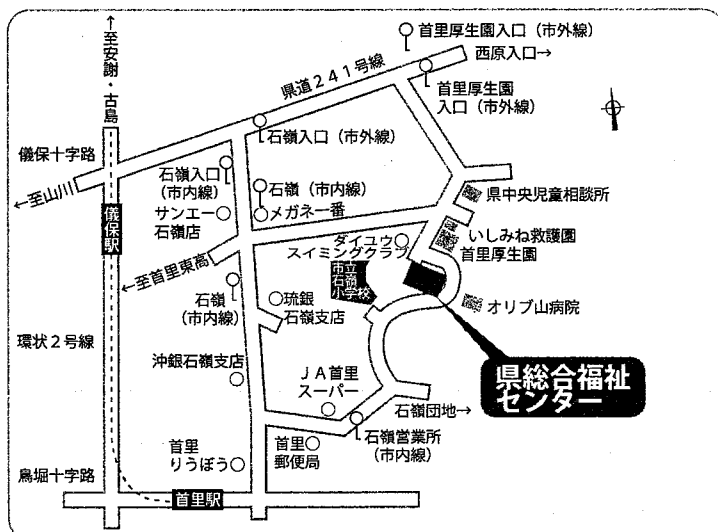 ←至安謝・古島
首里厚生園入口（市外線）
西原入口→
県道２４１号線
首里厚生園
入口（市外線）
石嶺入口（市外線）
儀保十字路
←至山川
石嶺入口
（市内線）
石嶺（市内線）
県中央児童相談所
サンエー
石嶺店
メガネ一番
儀保駅
ダイユウ
スイミングクラブ
いしみね救護園
首里厚生園
←至首里東高
市立
石嶺
小学校
石嶺
（市内線）
琉銀
石嶺支店
オリブ山病院
環状２号線
沖銀石嶺支店
ＪＡ首里
スーパー
県総合福祉
センター
石嶺団地→
石嶺営業所
（市内線）
首里
りうぼう
首里
郵便局
鳥堀十字路
首里駅